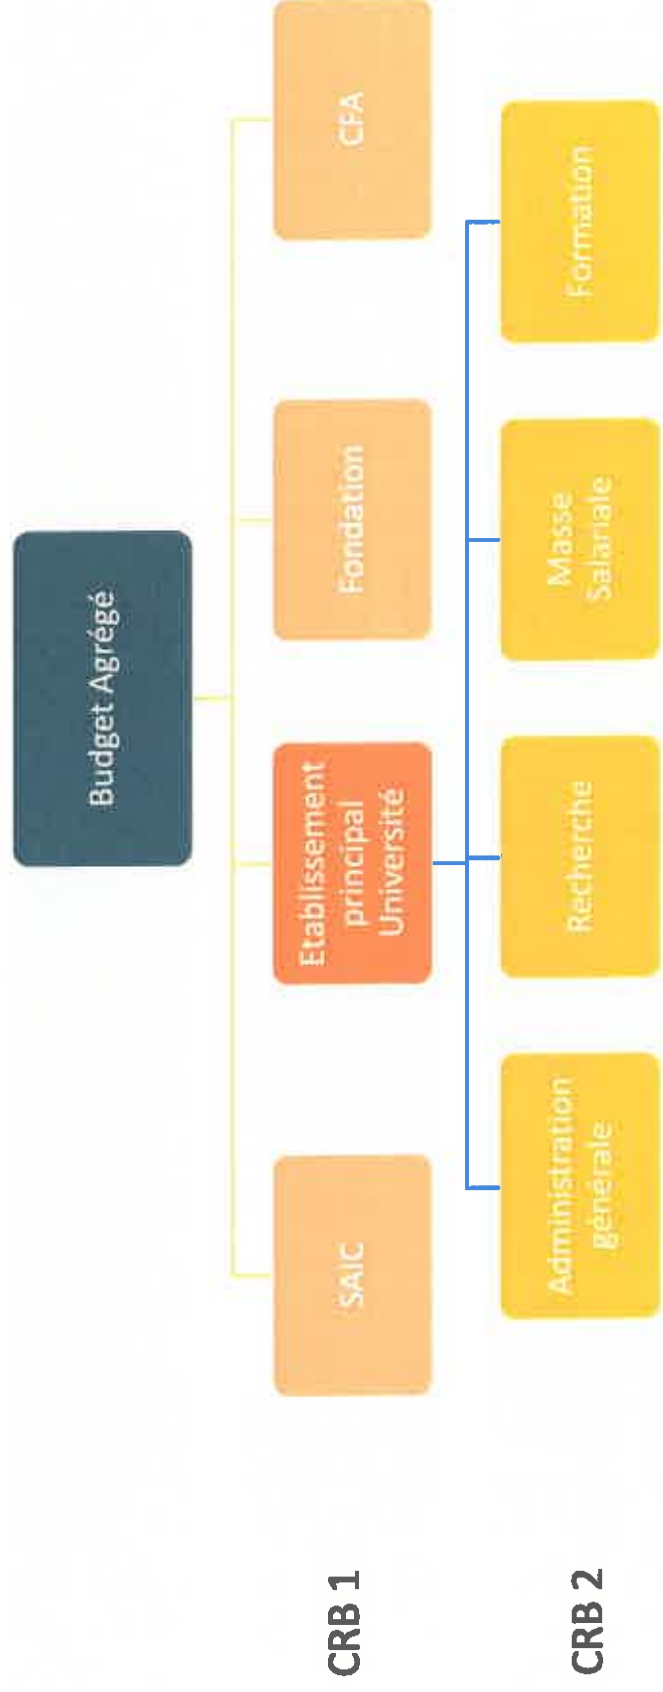 Budget Agrégé
CRB 1
SAIC
Etablissement
principal
Université
Fondation
CFA
CRB 2
Administration
générale
Recherche
Masse
Salariale
Formation